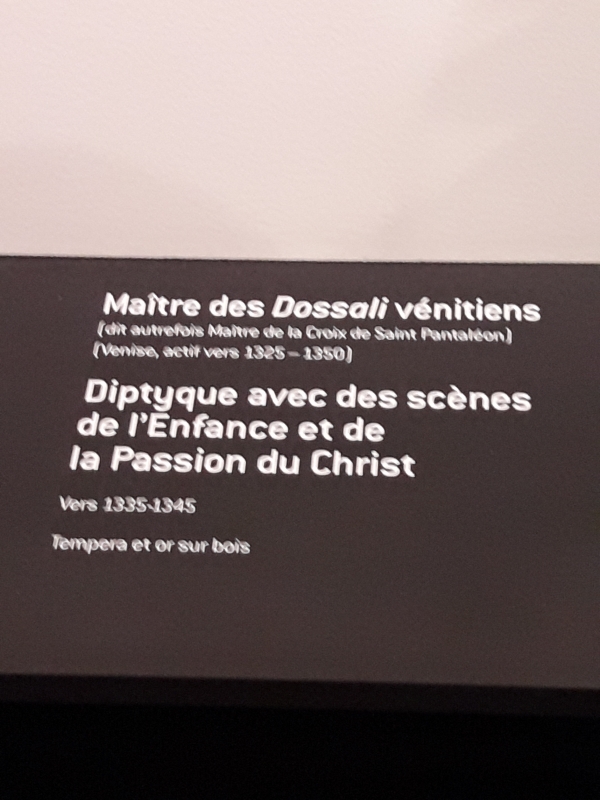 Maître des Dossali vénitiens
(dit autrefois Maître de la Croix de Saint Pantaléon)
(Venise, actif vers 1325 – 1350)
Diptyque avec des scènes
de l'Enfance et de
la Passion du Christ
Vers 1335-1345
Tempera et or sur bois